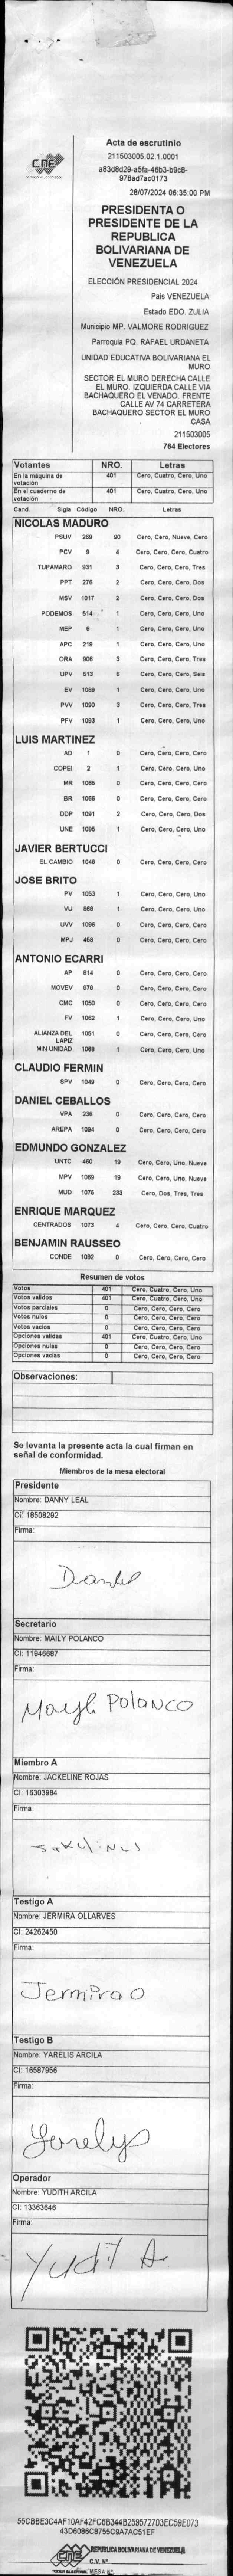 CNE
Acta de escrutinio
211503005.02.1.0001
a83d6d29-a5fa-46b3-b9c6-
978ad7ac0173
28/07/2024 06:35:00 PM
PRESIDENTA O
PRESIDENTE DE LA
REPUBLICA
BOLIVARIANA DE
VENEZUELA
ELECCIÓN PRESIDENCIAL 2024
Pais VENEZUELA
Estado EDO. ZULIA
Municipio MP. VALMORE RODRIGUEZ
Parroquia PQ. RAFAEL URDANETA
UNIDAD EDUCATIVA BOLIVARIANA EL
MURO
SECTOR EL MURO DERECHA CALLE
EL MURO. IZQUIERDA CALLE VIA
BACHAQUERO EL VENADO. FRENTE
CALLE AV 74 CARRETERA
BACHAQUERO SECTOR EL MURO
CASA
211503005
764 Electores
Votantes NRO. Letras
En la máquina de votación 401 Cero, Cuatro, Cero, Uno
En el cuaderno de votación 401 Cero, Cuatro, Cero, Uno
Cand. Sigla Código NRO. Letras
NICOLAS MADURO
PSUV 269 90 Cero, Cero, Nueve, Cero
PCV 9 4 Cero, Cero, Cero, Cuatro
TUPAMARO 931 3 Cero, Cero, Cero, Tres
PPT 276 2 Cero, Cero, Cero, Dos
MSV 1017 2 Cero, Cero, Cero, Dos
PODEMOS 514 1 Cero, Cero, Cero, Uno
MEP 6 1 Cero, Cero, Cero, Uno
APC 219 1 Cero, Cero, Cero, Uno
ORA 906 3 Cero, Cero, Cero, Tres
UPV 513 6 Cero, Cero, Cero, Seis
EV 1089 1 Cero, Cero, Cero, Uno
PVV 1090 3 Cero, Cero, Cero, Tres
PFV 1093 1 Cero, Cero, Cero, Uno
LUIS MARTINEZ
AD 1 0 Cero, Cero, Cero, Cero
COPEI 2 1 Cero, Cero, Cero, Uno
MR 1065 0 Cero, Cero, Cero, Cero
BR 1066 0 Cero, Cero, Cero, Cero
DDP 1091 2 Cero, Cero, Cero, Dos
UNE 1095 1 Cero, Cero, Cero, Uno
JAVIER BERTUCCI
EL CAMBIO 1048 0 Cero, Cero, Cero, Cero
JOSE BRITO
PV 1053 1 Cero, Cero, Cero, Uno
VU 868 1 Cero, Cero, Cero, Uno
UVV 1096 0 Cero, Cero, Cero, Cero
MPJ 458 0 Cero, Cero, Cero, Cero
ANTONIO ECARRI
AP 814 0 Cero, Cero, Cero, Cero
MOVEV 878 0 Cero, Cero, Cero, Cero
CMC 1050 0 Cero, Cero, Cero, Cero
FV 1062 1 Cero, Cero, Cero, Uno
ALIANZA DEL LAPIZ 1051 0 Cero, Cero, Cero, Cero
MIN UNIDAD 1068 1 Cero, Cero, Cero, Uno
CLAUDIO FERMIN
SPV 1049 0 Cero, Cero, Cero, Cero
DANIEL CEBALLOS
VPA 236 0 Cero, Cero, Cero, Cero
AREPA 1094 0 Cero, Cero, Cero, Cero
EDMUNDO GONZALEZ
UNTC 460 19 Cero, Cero, Uno, Nueve
MPV 1069 19 Cero, Cero, Uno, Nueve
MUD 1075 233 Cero, Dos, Tres, Tres
ENRIQUE MARQUEZ
CENTRADOS 1073 4 Cero, Cero, Cero, Cuatro
BENJAMIN RAUSSEO
CONDE 1092 0 Cero, Cero, Cero, Cero
Resumen de votos
Votos 401 Cero, Cuatro, Cero, Uno
Votos validos 401 Cero, Cuatro, Cero, Uno
Votos parciales 0 Cero, Cero, Cero, Cero
Votos nulos 0 Cero, Cero, Cero, Cero
Votos vacios 0 Cero, Cero, Cero, Cero
Opciones validas 401 Cero, Cuatro, Cero, Uno
Opciones nulas 0 Cero, Cero, Cero, Cero
Opciones vacias 0 Cero, Cero, Cero, Cero
Observaciones:
Se levanta la presente acta la cual firman en
señal de conformidad.
Miembros de la mesa electoral
Presidente
Nombre: DANNY LEAL
CI: 18508292
Firma:
Secretario
Nombre: MAILY POLANCO
CI: 11946687
Firma:
Mayli Polanco
Miembro A
Nombre: JACKELINE ROJAS
CI: 16303984
Firma:
Testigo A
Nombre: JERMIRA OLLARVES
CI: 24262450
Firma:
Jermira O
Testigo B
Nombre: YARELIS ARCILA
CI: 16587956
Firma:
Yarelys
Operador
Nombre: YUDITH ARCILA
CI: 13363646
Firma:
Yudit A
55CBBE3C4AF10AF42FC6B344B258572703EC59E073
43D6086C8755C9A7AC51EF
CNE REPUBLICA BOLIVARIANA DE VENEZUELA
C.V. Nº
MESA Nº